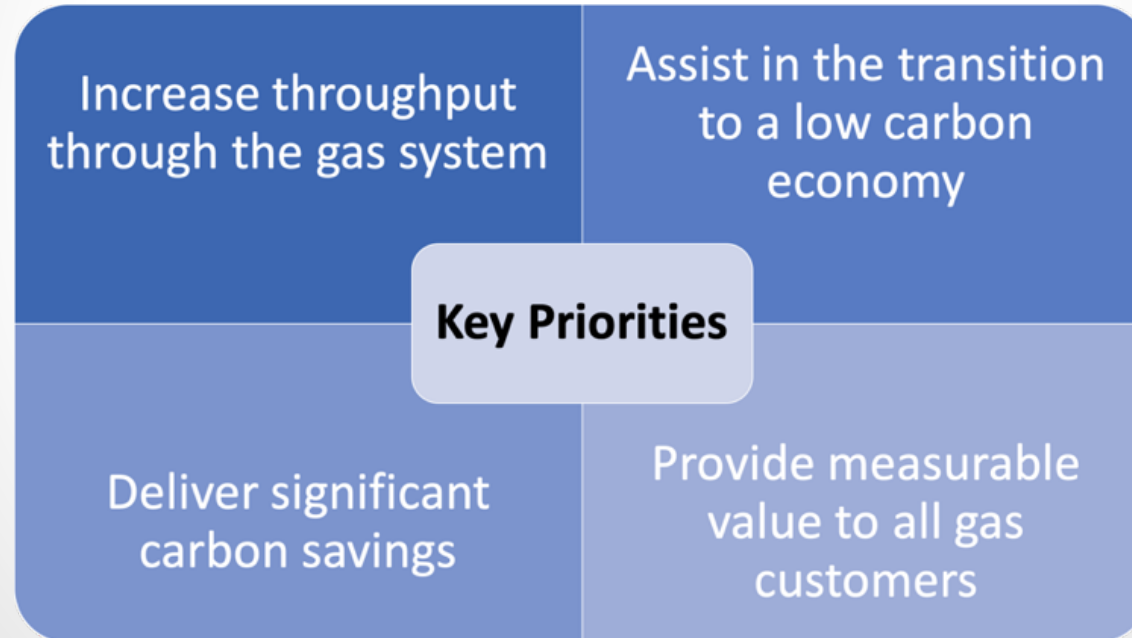 Increase throughput
through the gas system
Assist in the transition
to a low carbon
economy
Key Priorities
Deliver significant
carbon savings
Provide measurable
value to all gas
customers